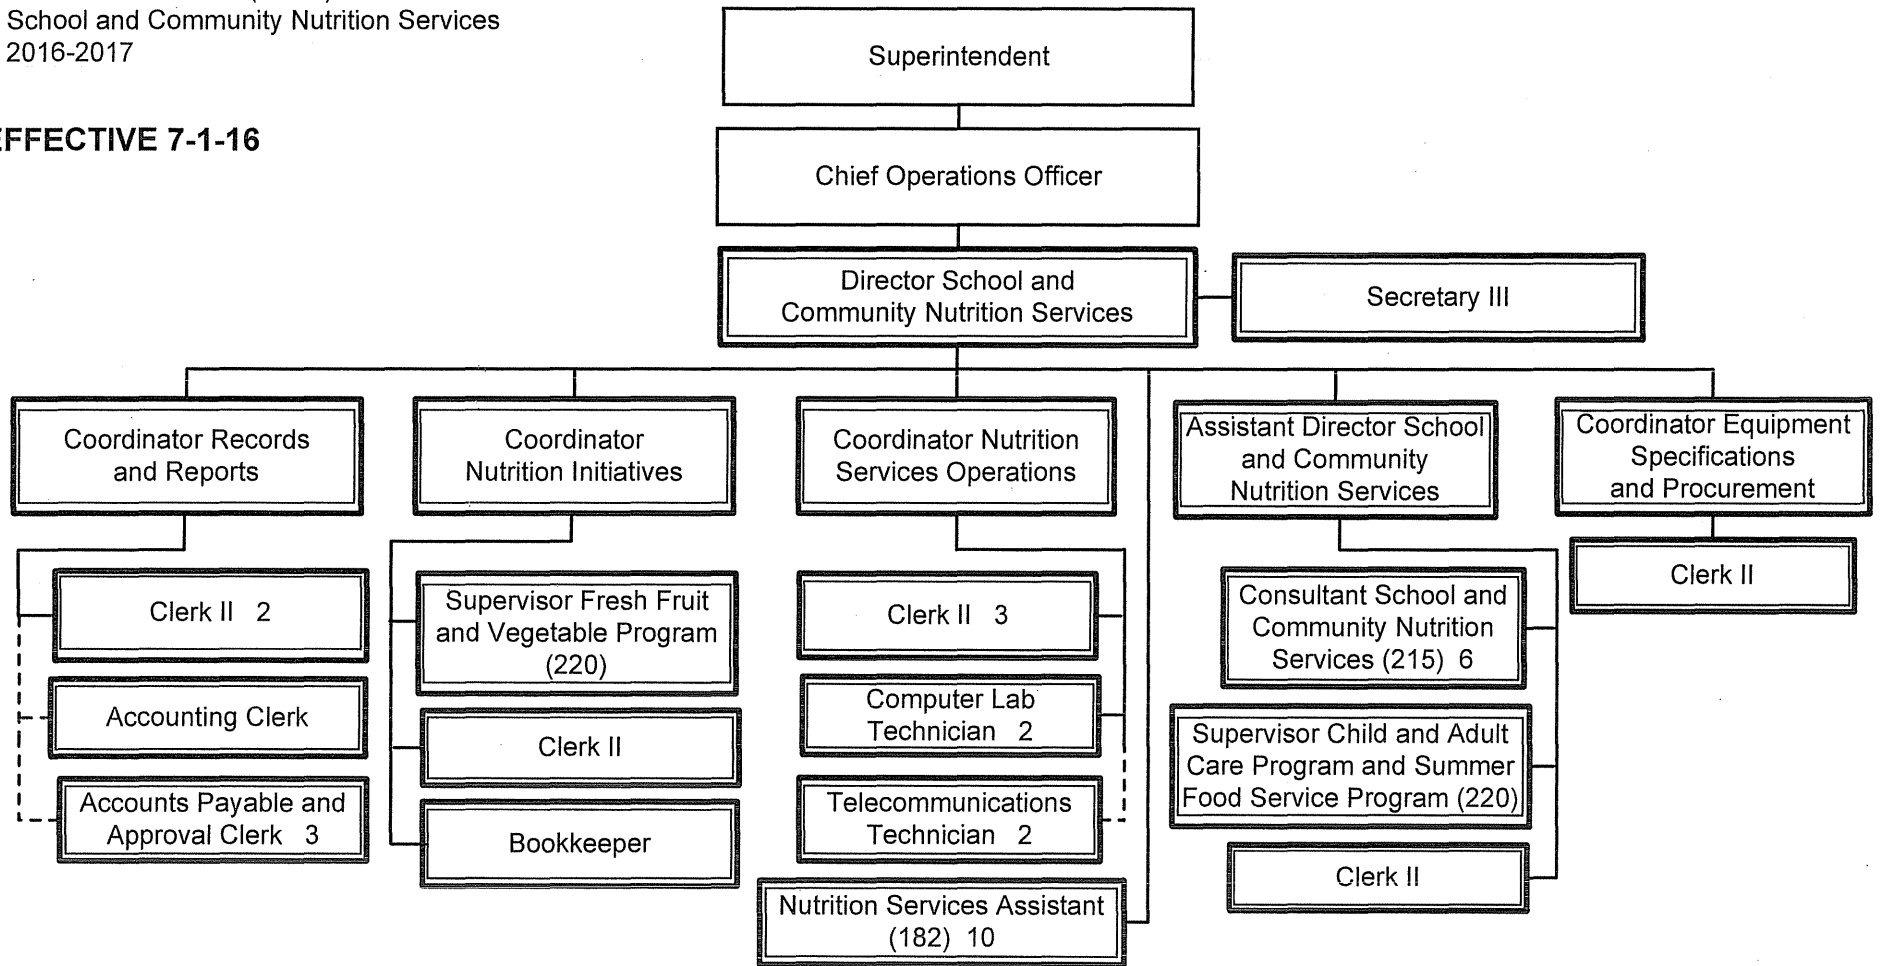 School and Community Nutrition Services
2016-2017
EFFECTIVE 7-1-16
Superintendent
Chief Operations Officer
Director School and
Community Nutrition Services
Secretary III
Coordinator Records
and Reports
Coordinator
Nutrition Initiatives
Coordinator Nutrition
Services Operations
Assistant Director School
and Community
Nutrition Services
Coordinator Equipment
Specifications
and Procurement
Clerk II 2
Accounting Clerk
Accounts Payable and
Approval Clerk 3
Supervisor Fresh Fruit
and Vegetable Program
(220)
Clerk II
Bookkeeper
Clerk II 3
Computer Lab
Technician 2
Telecommunications
Technician 2
Nutrition Services Assistant
(182) 10
Consultant School and
Community Nutrition
Services (215) 6
Supervisor Child and Adult
Care Program and Summer
Food Service Program (220)
Clerk II
Clerk II